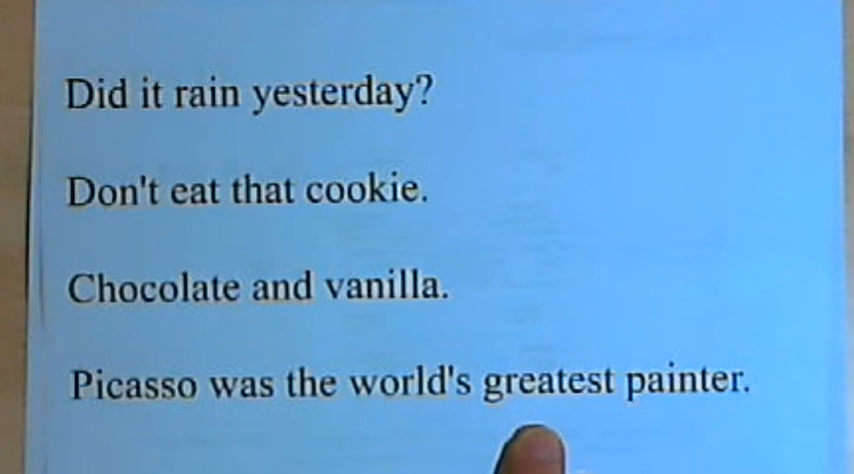 Did it rain yesterday?
Don't eat that cookie.
Chocolate and vanilla.
Picasso was the world's greatest painter.